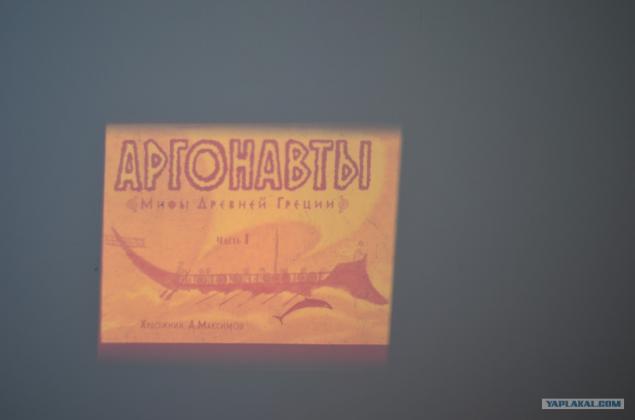 АРГОНАВТЫ
Мифы Древней Греции
Часть I
Художник А.Максимов
YAPLAKAL.COM